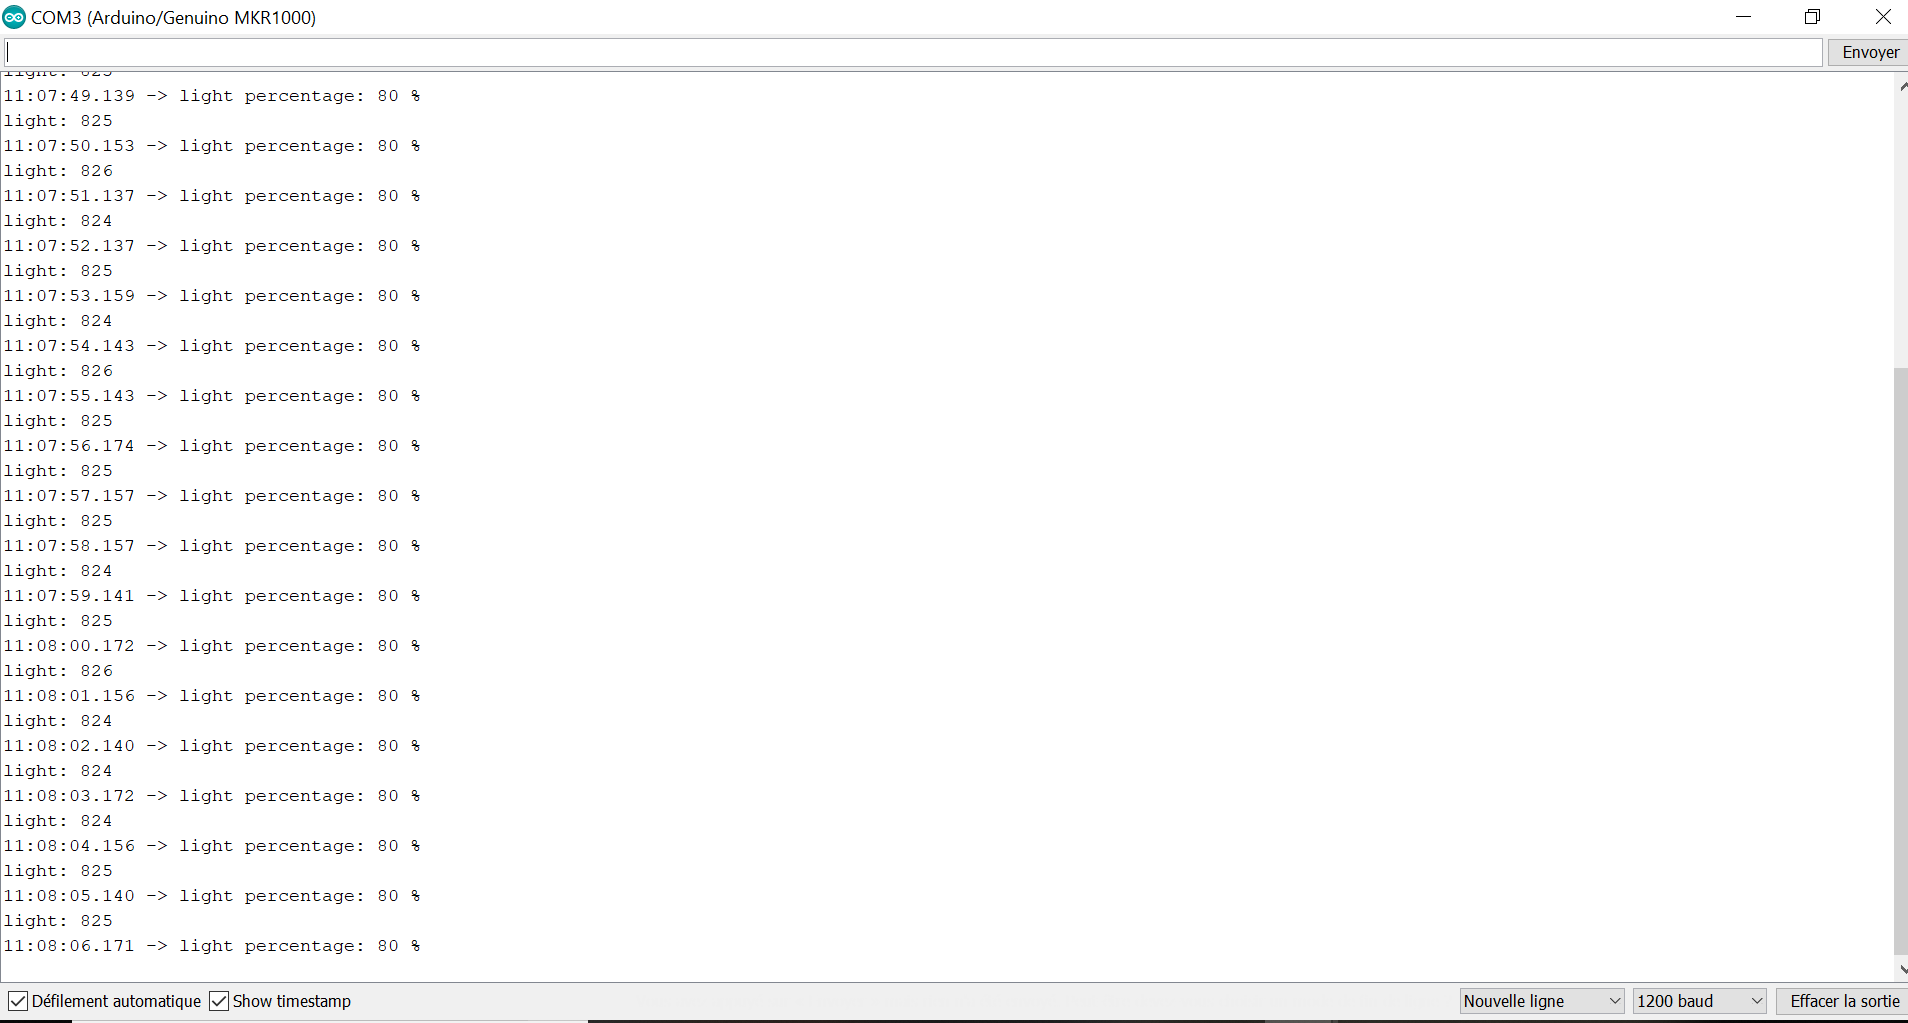 COM3 (Arduino/Genuino MKR1000)
Envoyer
light: 825
11:07:49.139 -> light percentage: 80 %
light: 825
11:07:50.153 -> light percentage: 80 %
light: 826
11:07:51.137 -> light percentage: 80 %
light: 824
11:07:52.137 -> light percentage: 80 %
light: 825
11:07:53.159 -> light percentage: 80 %
light: 824
11:07:54.143 -> light percentage: 80 %
light: 826
11:07:55.143 -> light percentage: 80 %
light: 825
11:07:56.174 -> light percentage: 80 %
light: 825
11:07:57.157 -> light percentage: 80 %
light: 825
11:07:58.157 -> light percentage: 80 %
light: 824
11:07:59.141 -> light percentage: 80 %
light: 825
11:08:00.172 -> light percentage: 80 %
light: 826
11:08:01.156 -> light percentage: 80 %
light: 824
11:08:02.140 -> light percentage: 80 %
light: 824
11:08:03.172 -> light percentage: 80 %
light: 824
11:08:04.156 -> light percentage: 80 %
light: 825
11:08:05.140 -> light percentage: 80 %
light: 825
11:08:06.171 -> light percentage: 80 %
Défilement automatique Show timestamp Nouvelle ligne 1200 baud Effacer la sortie